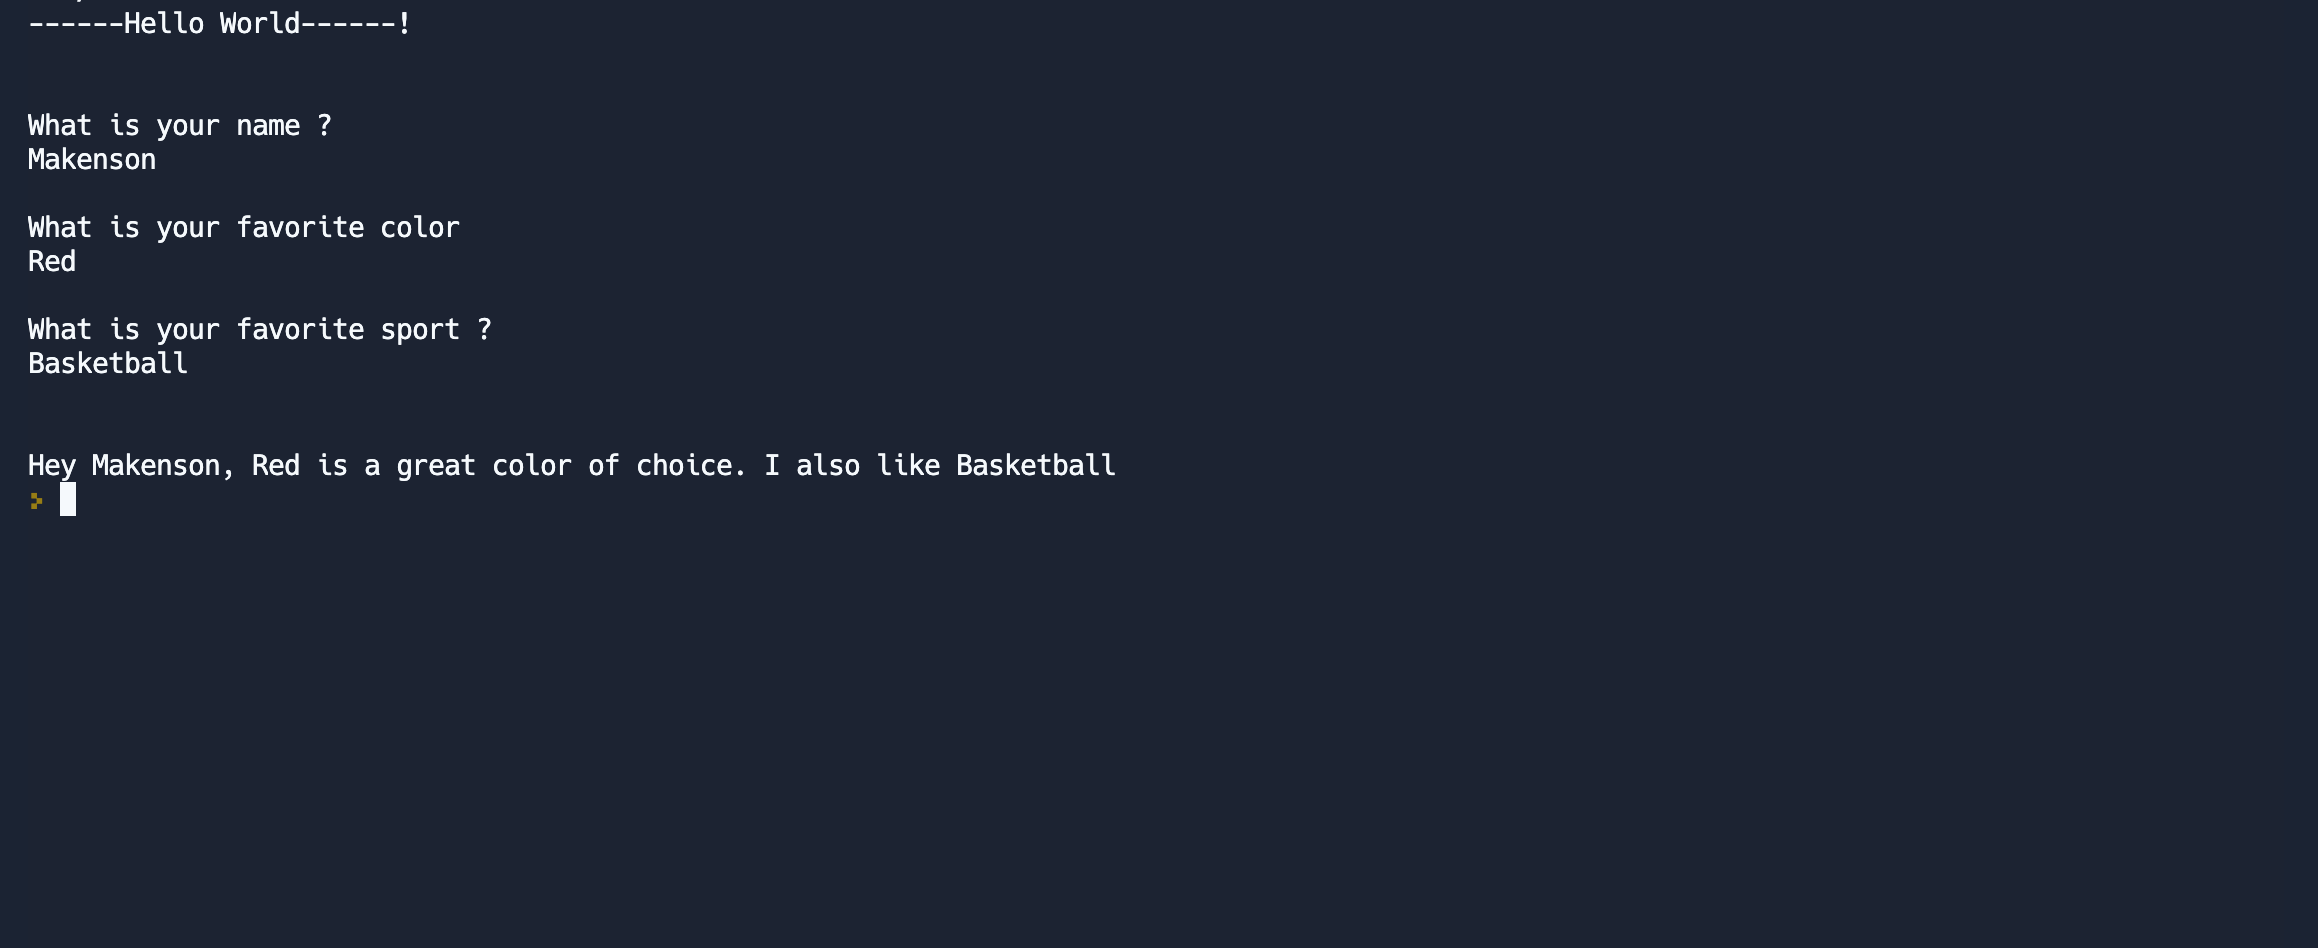 ------Hello World------!
What is your name ?
Makenson
What is your favorite color
Red
What is your favorite sport ?
Basketball
Hey Makenson, Red is a great color of choice. I also like Basketball
>